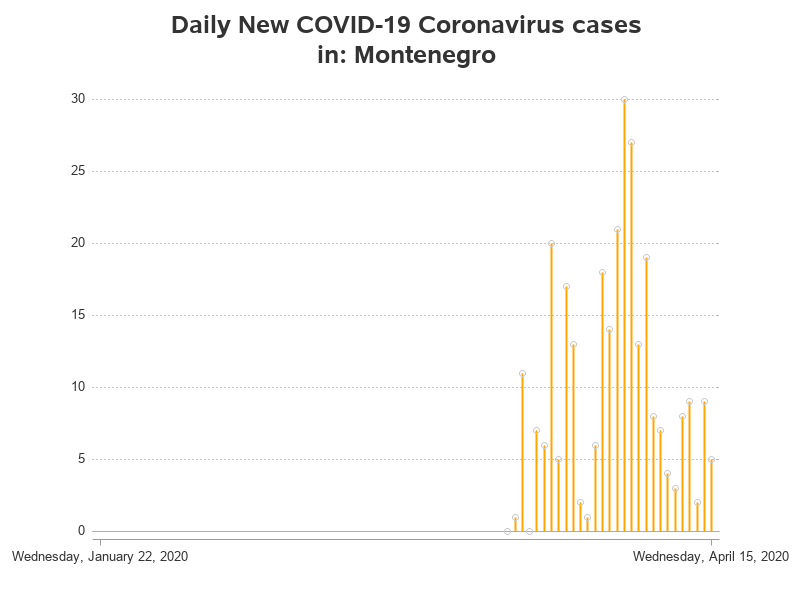 Daily New COVID-19 Coronavirus cases
in: Montenegro
30
25
20
15
10
5
0
Wednesday, January 22, 2020
Wednesday, April 15, 2020